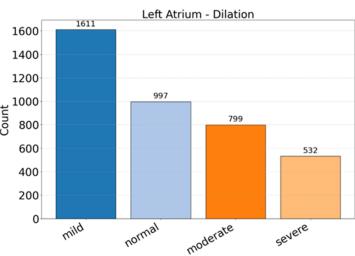 Left Atrium - Dilation
Count
1600
1400
1200
1000
800
600
400
200
0
1611
997
799
532
mild
normal
moderate
severe